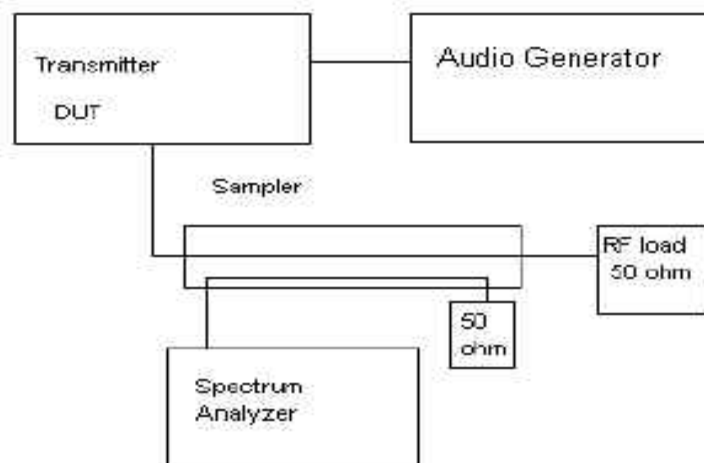 Transmitter
DUT
Audio Generator
Sampler
RF load
50 ohm
50
ohm
Spectrum
Analyzer